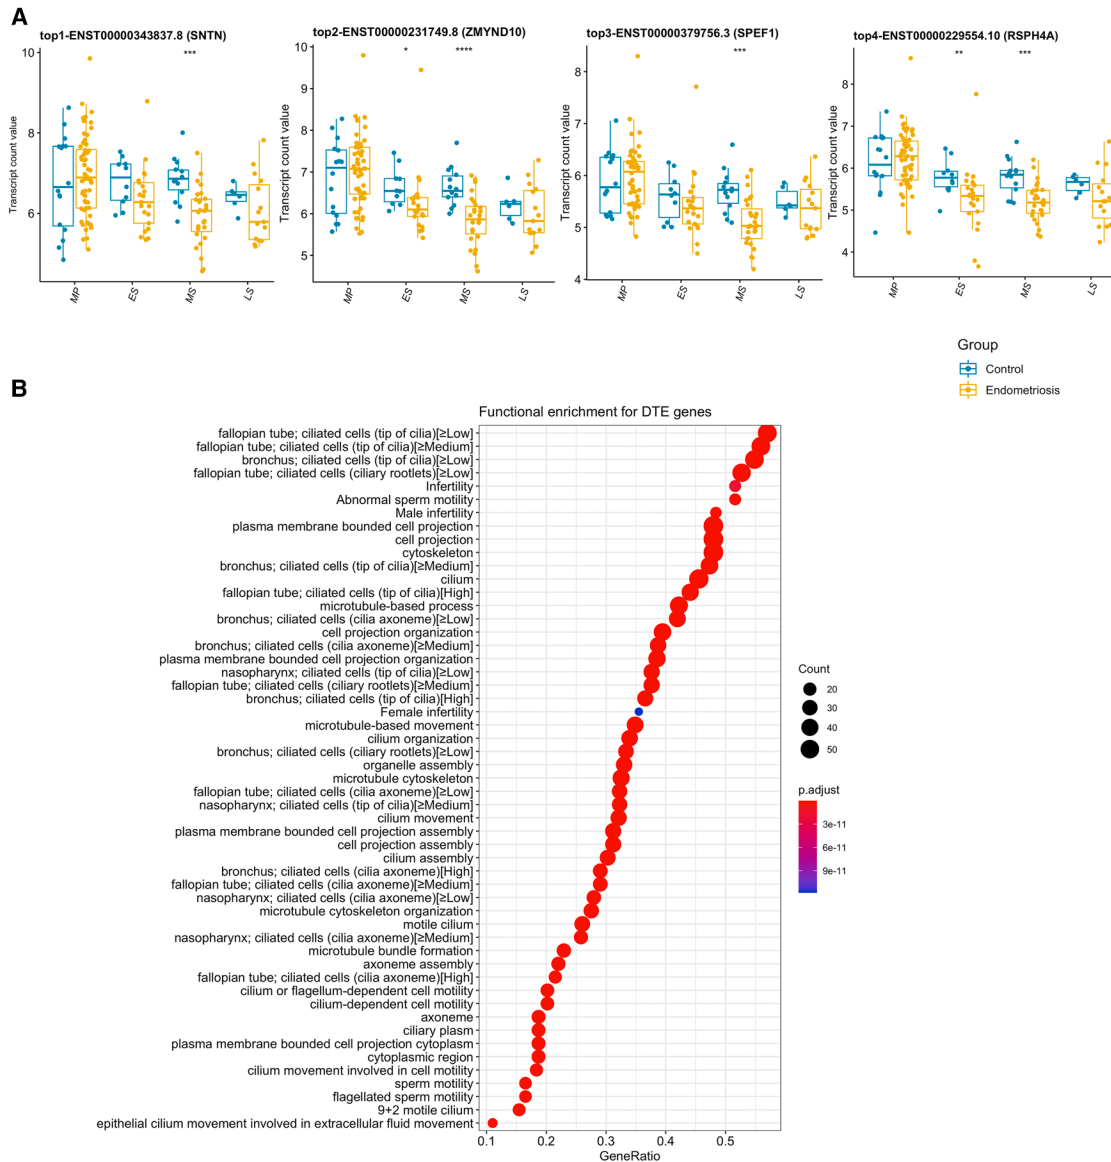 A
top1-ENST00000343837.8 (SNTN)
Transcript count value
10
8
6
***
MP
ES
MS
LS
top2-ENST00000231749.8 (ZMYND10)
Transcript count value
10
9
8
7
6
5
*
****
MP
ES
MS
LS
top3-ENST00000379756.3 (SPEF1)
Transcript count value
8
7
6
5
4
***
MP
ES
MS
LS
top4-ENST00000229554.10 (RSPH4A)
Transcript count value
8
7
6
5
4
**
***
MP
ES
MS
LS
Group
Control
Endometriosis
B
Functional enrichment for DTE genes
fallopian tube; ciliated cells (tip of cilia)[≥Low]
fallopian tube; ciliated cells (tip of cilia)[≥Medium]
bronchus; ciliated cells (tip of cilia)[≥Low]
fallopian tube; ciliated cells (ciliary rootlets)[≥Low]
Infertility
Abnormal sperm motility
Male infertility
plasma membrane bounded cell projection
cell projection
cytoskeleton
bronchus; ciliated cells (tip of cilia)[≥Medium]
cilium
fallopian tube; ciliated cells (tip of cilia)[High]
microtubule-based process
bronchus; ciliated cells (cilia axoneme)[≥Low]
cell projection organization
bronchus; ciliated cells (cilia axoneme)[≥Medium]
plasma membrane bounded cell projection organization
nasopharynx; ciliated cells (tip of cilia)[≥Low]
fallopian tube; ciliated cells (ciliary rootlets)[≥Medium]
bronchus; ciliated cells (tip of cilia)[High]
Female infertility
microtubule-based movement
cilium organization
bronchus; ciliated cells (ciliary rootlets)[≥Low]
organelle assembly
microtubule cytoskeleton
fallopian tube; ciliated cells (cilia axoneme)[≥Low]
nasopharynx; ciliated cells (tip of cilia)[≥Medium]
cilium movement
plasma membrane bounded cell projection assembly
cell projection assembly
cilium assembly
bronchus; ciliated cells (cilia axoneme)[High]
fallopian tube; ciliated cells (cilia axoneme)[≥Medium]
nasopharynx; ciliated cells (cilia axoneme)[≥Low]
microtubule cytoskeleton organization
motile cilium
nasopharynx; ciliated cells (cilia axoneme)[≥Medium]
microtubule bundle formation
axoneme assembly
fallopian tube; ciliated cells (cilia axoneme)[High]
cilium or flagellum-dependent cell motility
cilium-dependent cell motility
axoneme
ciliary plasm
plasma membrane bounded cell projection cytoplasm
cytoplasmic region
cilium movement involved in cell motility
sperm motility
flagellated sperm motility
9+2 motile cilium
epithelial cilium movement involved in extracellular fluid movement
0.1
0.2
0.3
0.4
0.5
GeneRatio
Count
20
30
40
50
p.adjust
3e-11
6e-11
9e-11